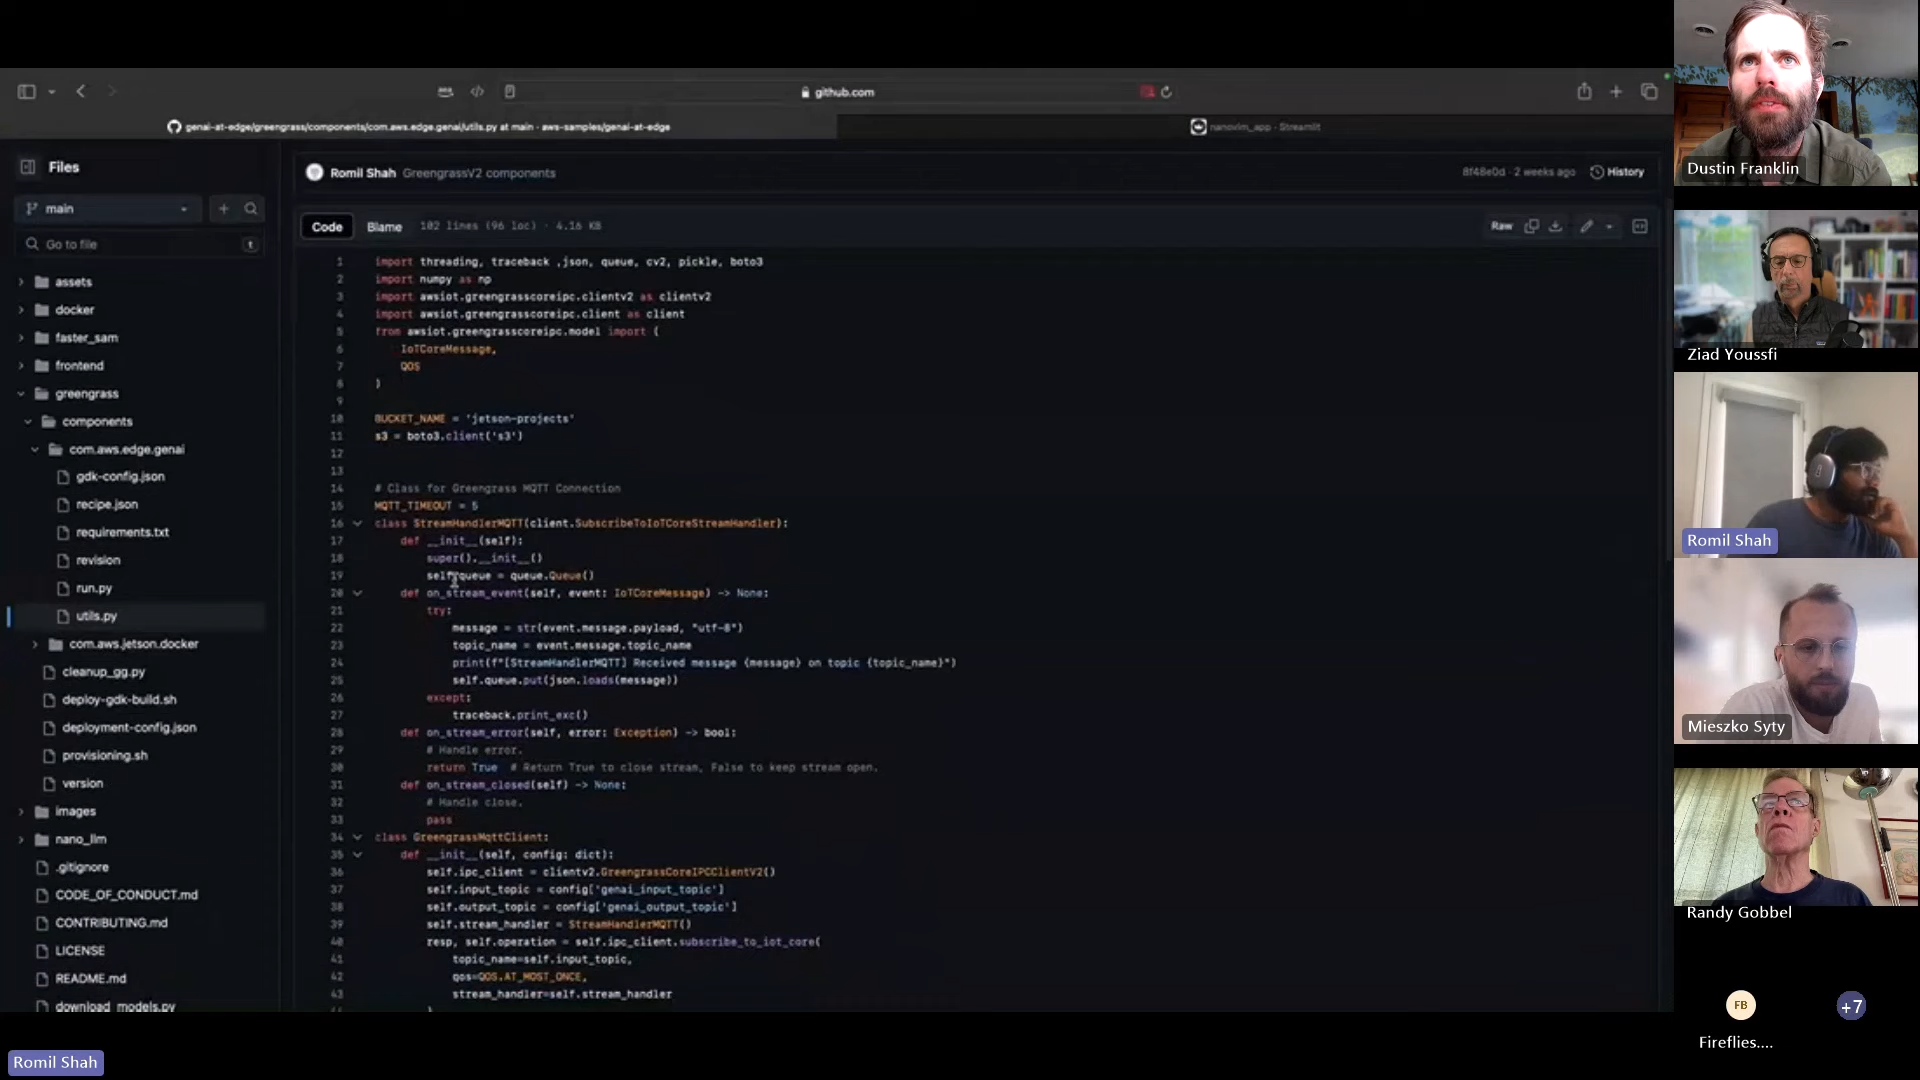 github.com
genai-at-edge/greengrass/components/com.aws.edge.genai/utils.py at main - aws-samples/genai-at-edge
nanovlm_app · Streamlit
Files
main
Go to file
t
assets
docker
faster_sam
frontend
greengrass
components
com.aws.edge.genai
gdk-config.json
recipe.json
requirements.txt
revision
run.py
utils.py
com.aws.jetson.docker
cleanup_gg.py
deploy-gdk-build.sh
deployment-config.json
provisioning.sh
version
images
nano_llm
.gitignore
CODE_OF_CONDUCT.md
CONTRIBUTING.md
LICENSE
README.md
download_models.py
Romil Shah GreengrassV2 components
8f48e0d · 2 weeks ago History
Code Blame 102 lines (96 loc) · 4.16 KB
Raw
1 import threading, traceback ,json, queue, cv2, pickle, boto3
2 import numpy as np
3 import awsiot.greengrasscoreipc.clientv2 as clientv2
4 import awsiot.greengrasscoreipc.client as client
5 from awsiot.greengrasscoreipc.model import (
6 IoTCoreMessage,
7 QOS
8 )
9
10 BUCKET_NAME = 'jetson-projects'
11 s3 = boto3.client('s3')
12
13
14 # Class for Greengrass MQTT Connection
15 MQTT_TIMEOUT = 5
16 class StreamHandlerMQTT(client.SubscribeToIoTCoreStreamHandler):
17 def __init__(self):
18 super().__init__()
19 self.queue = queue.Queue()
20 def on_stream_event(self, event: IoTCoreMessage) -> None:
21 try:
22 message = str(event.message.payload, "utf-8")
23 topic_name = event.message.topic_name
24 print(f"[StreamHandlerMQTT] Received message {message} on topic {topic_name}")
25 self.queue.put(json.loads(message))
26 except:
27 traceback.print_exc()
28 def on_stream_error(self, error: Exception) -> bool:
29 # Handle error.
30 return True # Return True to close stream, False to keep stream open.
31 def on_stream_closed(self) -> None:
32 # Handle close.
33 pass
34 class GreengrassMqttClient:
35 def __init__(self, config: dict):
36 self.ipc_client = clientv2.GreengrassCoreIPCClientV2()
37 self.input_topic = config['genai_input_topic']
38 self.output_topic = config['genai_output_topic']
39 self.stream_handler = StreamHandlerMQTT()
40 resp, self.operation = self.ipc_client.subscribe_to_iot_core(
41 topic_name=self.input_topic,
42 qos=QOS.AT_MOST_ONCE,
43 stream_handler=self.stream_handler
Dustin Franklin
Ziad Youssfi
Romil Shah
Mieszko Syty
Randy Gobbel
FB
+7
Fireflies....
Romil Shah